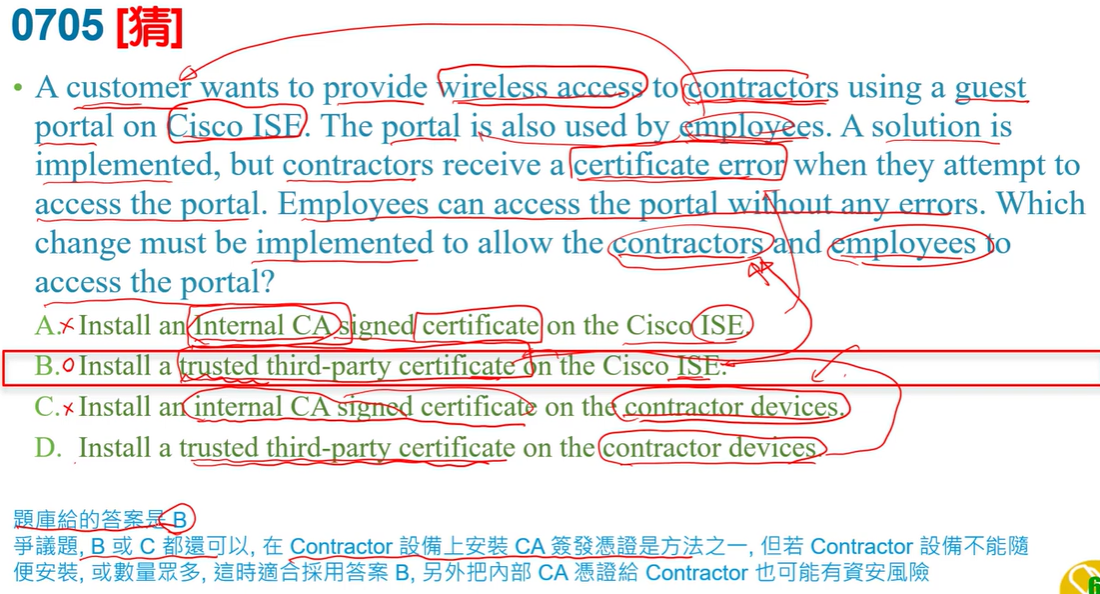 0705 [猜]
• A customer wants to provide wireless access to contractors using a guest
portal on Cisco ISE. The portal is also used by employees. A solution is
implemented, but contractors receive a certificate error when they attempt to
access the portal. Employees can access the portal without any errors. Which
change must be implemented to allow the contractors and employees to
access the portal?
A.x Install an Internal CA signed certificate on the Cisco ISE.
B.o Install a trusted third-party certificate on the Cisco ISE.
C.x Install an internal CA signed certificate on the contractor devices.
D. Install a trusted third-party certificate on the contractor devices.
題庫給的答案是 B
爭議題, B 或 C 都還可以, 在 Contractor 設備上安裝 CA 簽發憑證是方法之一, 但若 Contractor 設備不能隨
便安裝, 或數量眾多, 這時適合採用答案 B, 另外把內部 CA 憑證給 Contractor 也可能有資安風險
6